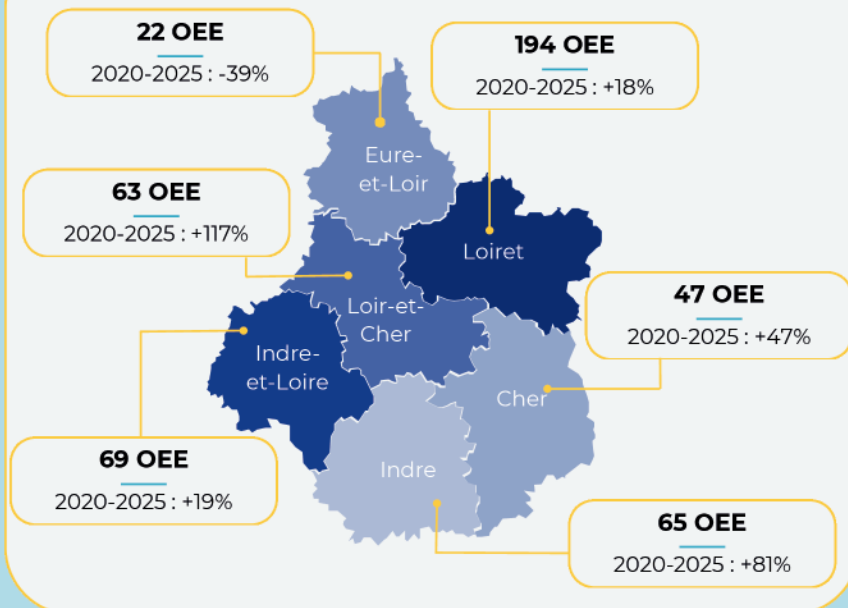 22 OEE
2020-2025 : -39%
194 OEE
2020-2025 : +18%
Eure-
et-Loir
63 OEE
2020-2025 : +117%
Loiret
47 OEE
2020-2025 : +47%
Loir-et-
Cher
Indre-
et-Loire
Cher
69 OEE
2020-2025 : +19%
Indre
65 OEE
2020-2025 : +81%